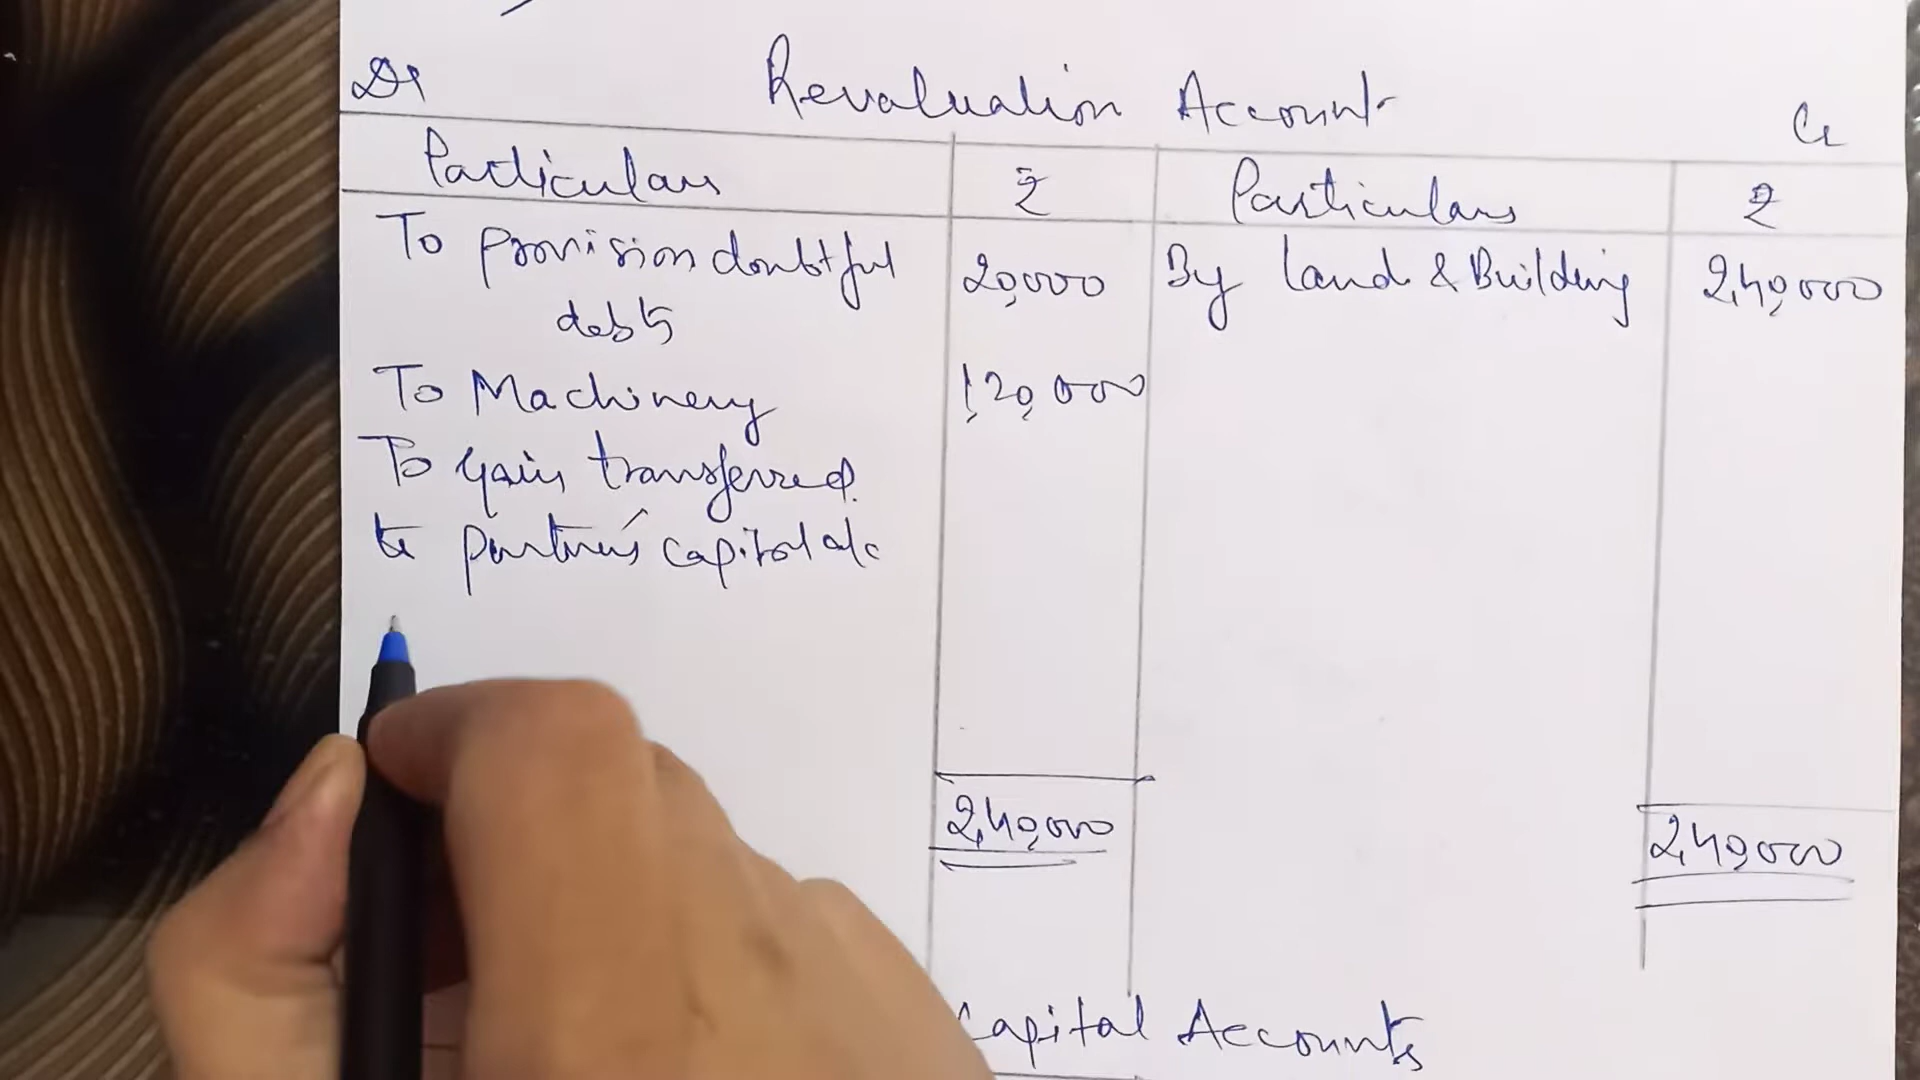 Dr Revaluation Account Cr
Particulars ₹ Particulars ₹
To provision doubtful 20,000 By land & Building 2,40,000
debts
To Machinery 1,20,000
To gain transferred
to partner's capital a/c
2,40,000 2,40,000
Capital Accounts